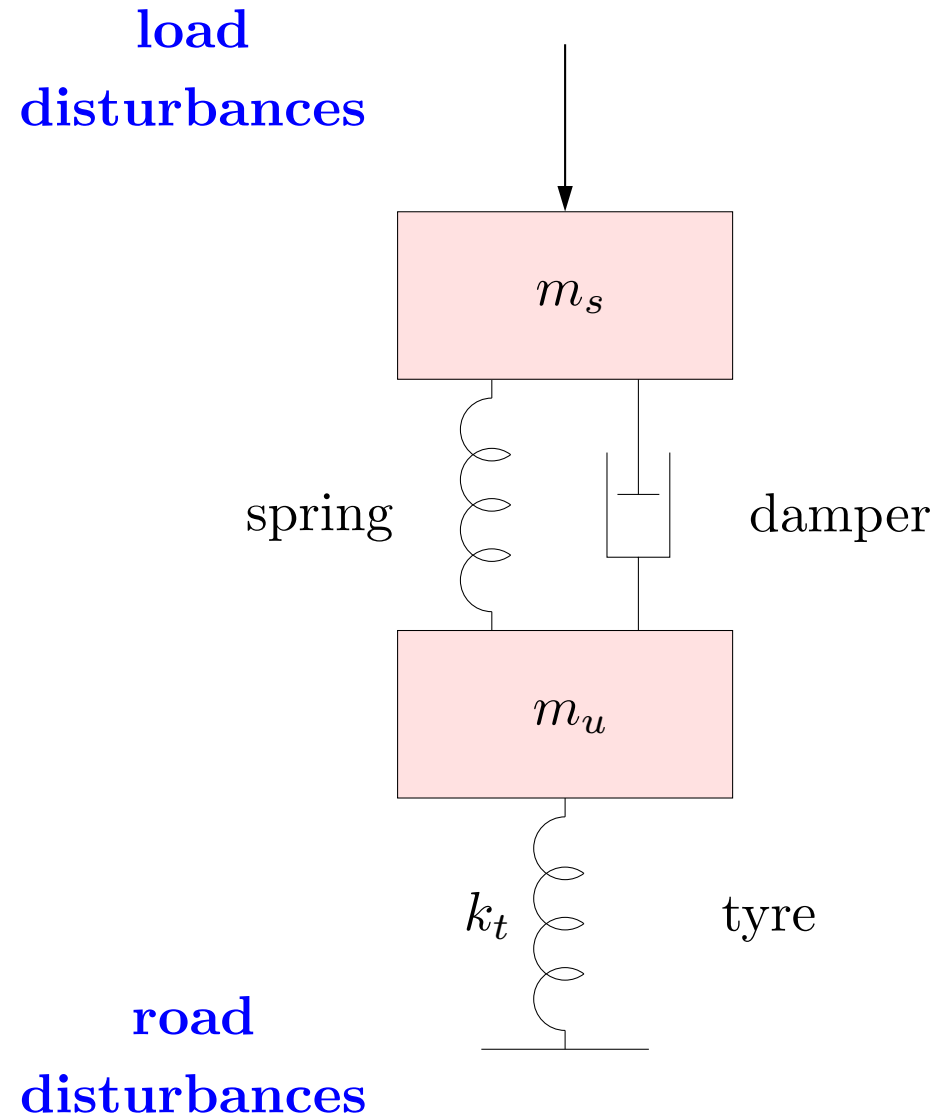 load
disturbances
m_s
spring
damper
m_u
k_t
tyre
road
disturbances